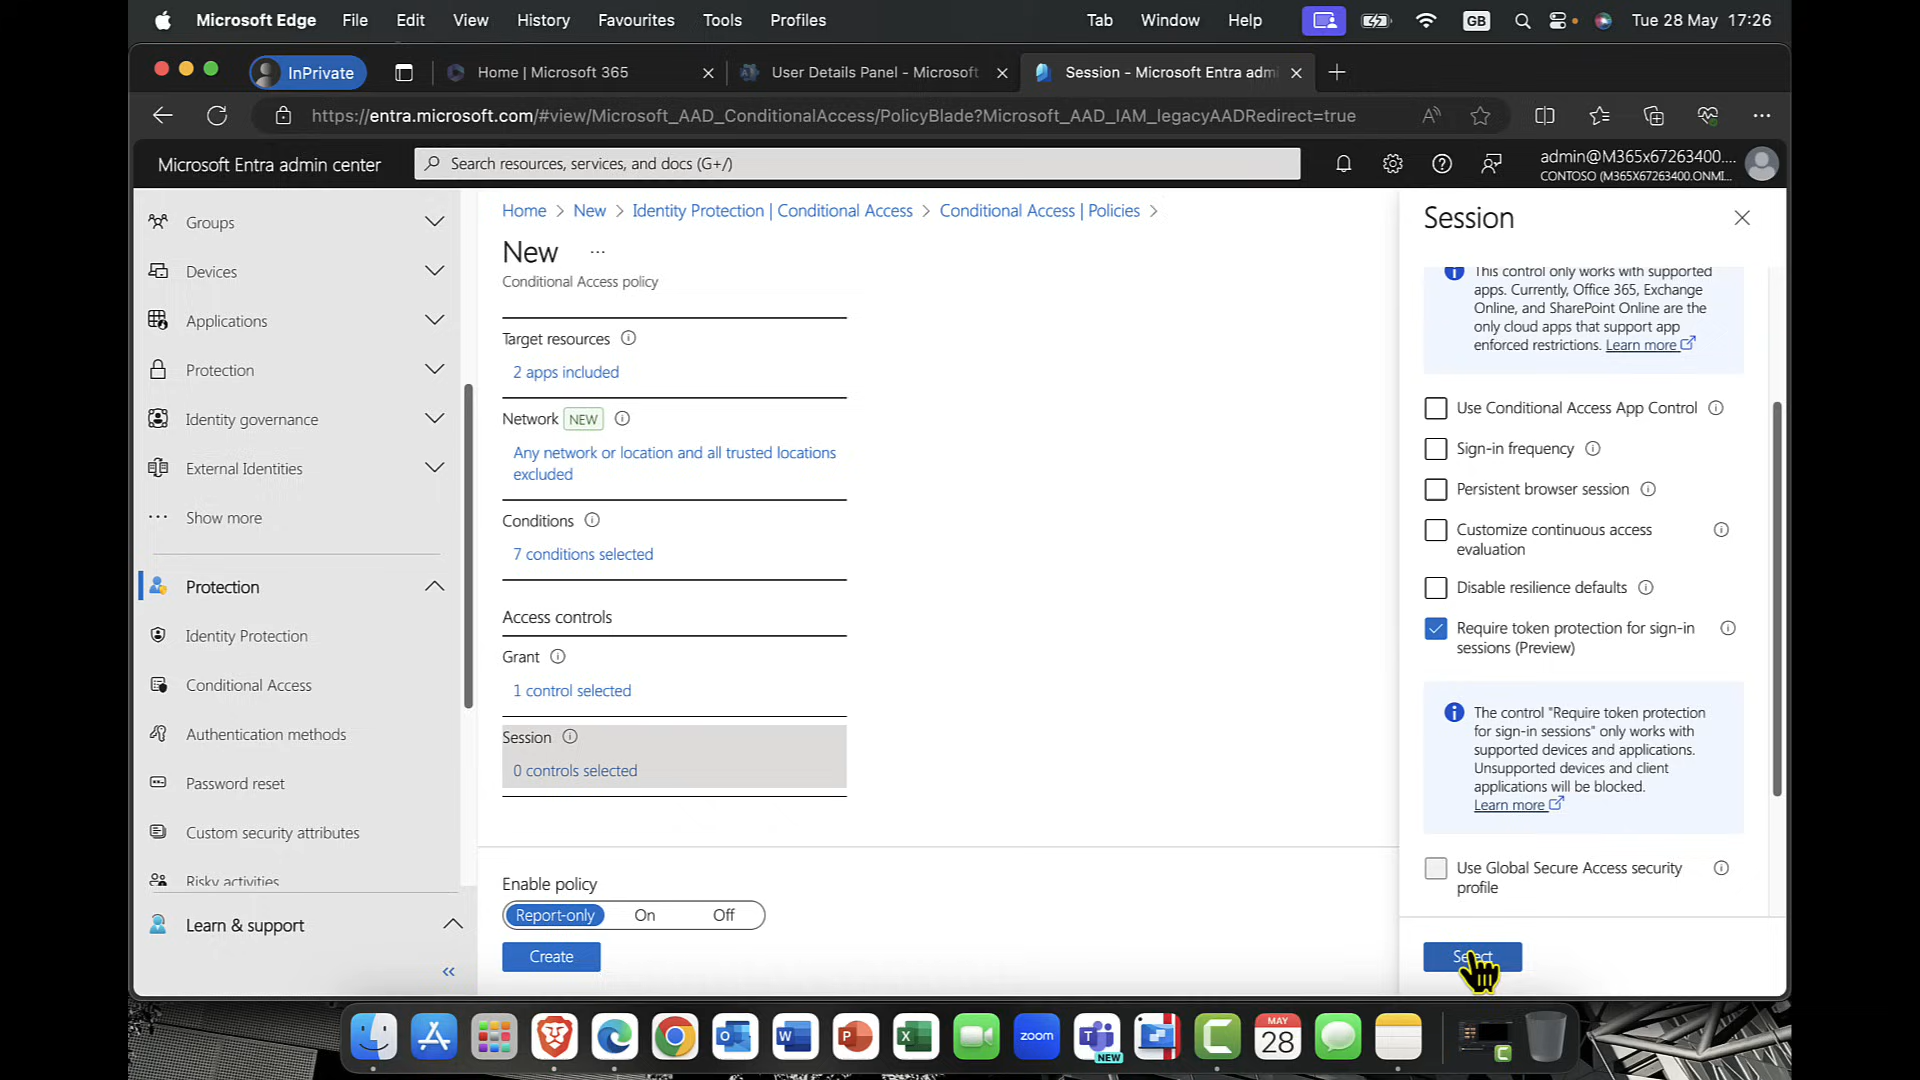 Microsoft Edge File Edit View History Favourites Tools Profiles Tab Window Help GB Tue 28 May 17:26
InPrivate Home | Microsoft 365 User Details Panel - Microsoft Session - Microsoft Entra admi
https://entra.microsoft.com/#view/Microsoft_AAD_ConditionalAccess/PolicyBlade?Microsoft_AAD_IAM_legacyAADRedirect=true
Microsoft Entra admin center
Search resources, services, and docs (G+/)
admin@M365x67263400....
CONTOSO (M365X67263400.ONMI...
Groups
Devices
Applications
Protection
Identity governance
External Identities
Show more
Protection
Identity Protection
Conditional Access
Authentication methods
Password reset
Custom security attributes
Risky activities
Learn & support
Home > New > Identity Protection | Conditional Access > Conditional Access | Policies >
New ...
Conditional Access policy
Target resources
2 apps included
Network NEW
Any network or location and all trusted locations
excluded
Conditions
7 conditions selected
Access controls
Grant
1 control selected
Session
0 controls selected
Enable policy
Report-only On Off
Create
Session
This control only works with supported
apps. Currently, Office 365, Exchange
Online, and SharePoint Online are the
only cloud apps that support app
enforced restrictions. Learn more
Use Conditional Access App Control
Sign-in frequency
Persistent browser session
Customize continuous access
evaluation
Disable resilience defaults
Require token protection for sign-in
sessions (Preview)
The control "Require token protection
for sign-in sessions" only works with
supported devices and applications.
Unsupported devices and client
applications will be blocked.
Learn more
Use Global Secure Access security
profile
Select
zoom
NEW
MAY
28